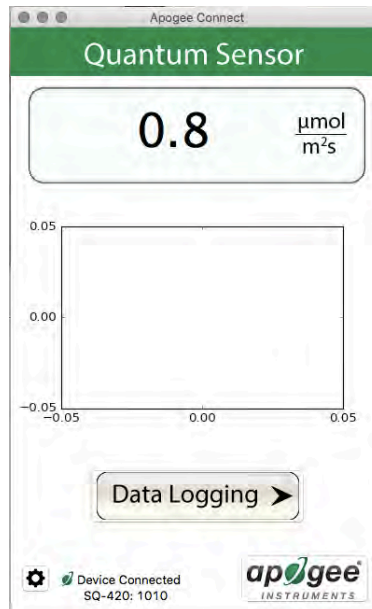 Apogee Connect
Quantum Sensor
0.8 µmol
m²s
0.05
0.00
−0.05
−0.05 0.00 0.05
Data Logging
Device Connected
SQ-420: 1010
apogee
INSTRUMENTS